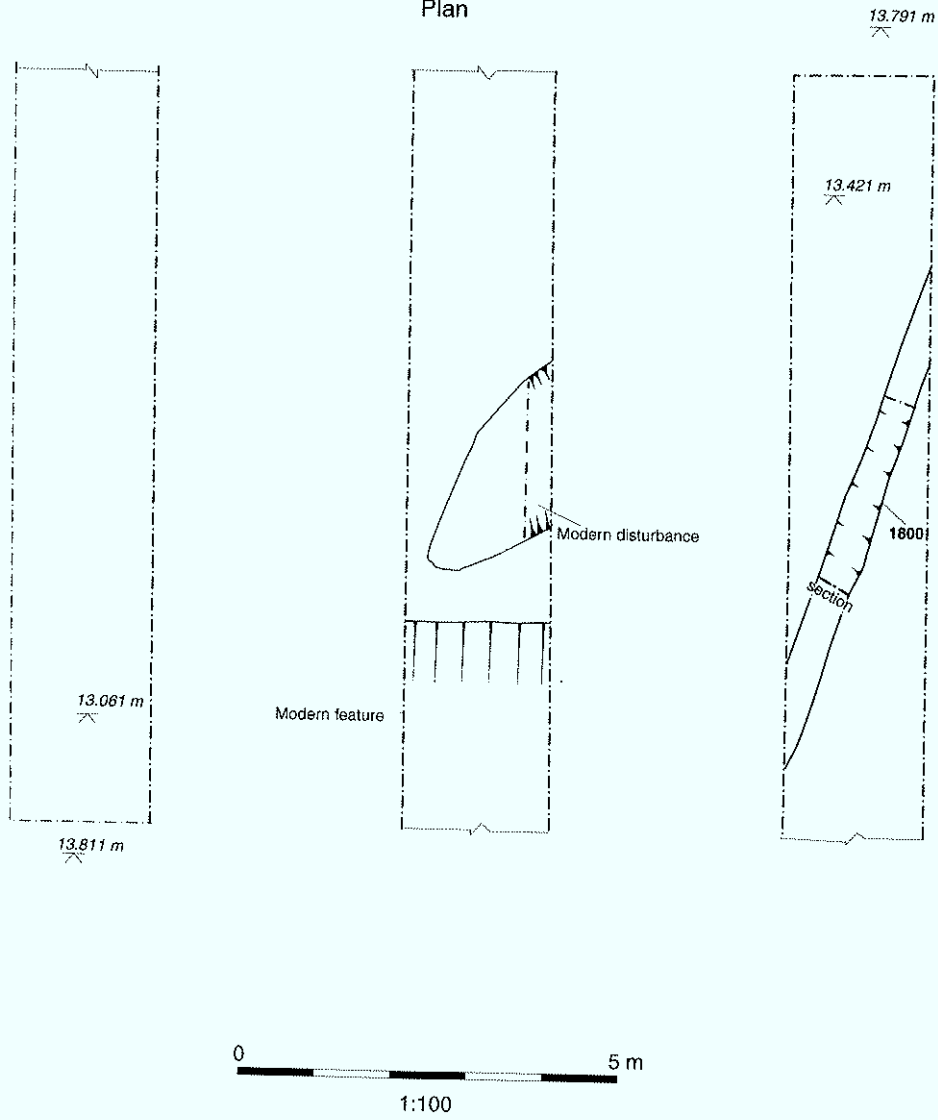 Plan
13.791 m
13.421 m
Modern disturbance
1800
section
13.061 m
Modern feature
13.811 m
0
5 m
1:100